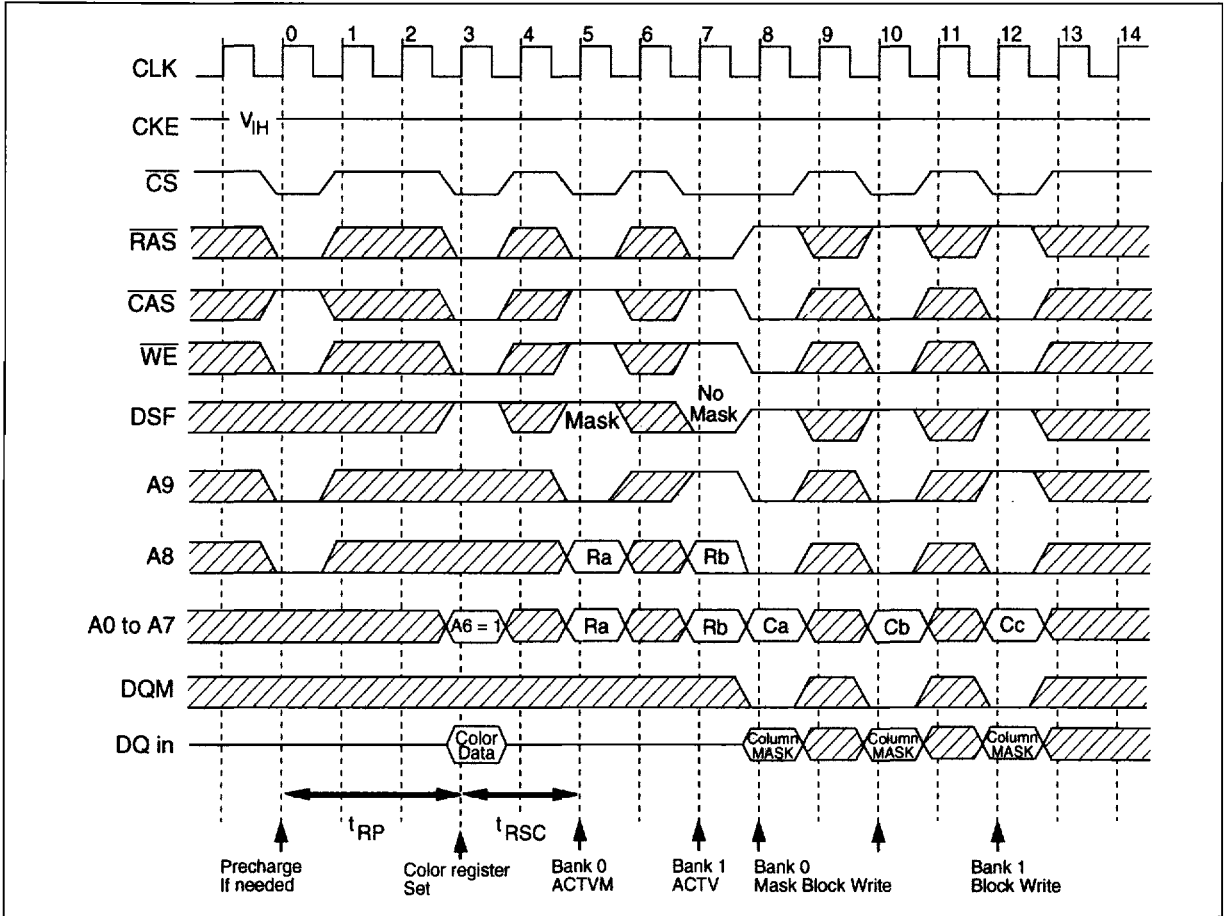 0 1 2 3 4 5 6 7 8 9 10 11 12 13 14
CLK
CKE VIH
CS
RAS
CAS
WE
DSF Mask No Mask
A9
A8 Ra Rb
A0 to A7 A6 = 1 Ra Rb Ca Cb Cc
DQM
DQ in Color Data Column MASK Column MASK Column MASK
tRP tRSC
Precharge If needed
Color register Set
Bank 0 ACTVM
Bank 1 ACTV
Bank 0 Mask Block Write
Bank 1 Block Write